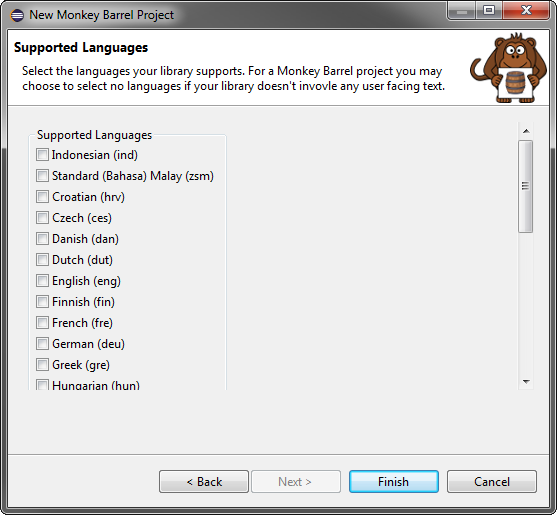 New Monkey Barrel Project
Supported Languages
Select the languages your library supports. For a Monkey Barrel project you may
choose to select no languages if your library doesn't invovle any user facing text.
Supported Languages
Indonesian (ind)
Standard (Bahasa) Malay (zsm)
Croatian (hrv)
Czech (ces)
Danish (dan)
Dutch (dut)
English (eng)
Finnish (fin)
French (fre)
German (deu)
Greek (gre)
Hungarian (hun)
< Back Next > Finish Cancel